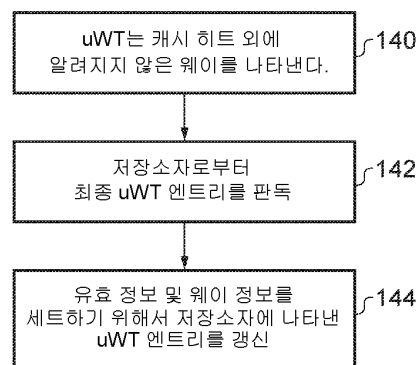 uWT는 캐시 히트 외에
알려지지 않은 웨이를 나타낸다.
140
저장소자로부터
최종 uWT 엔트리를 판독
142
유효 정보 및 웨이 정보를
세트하기 위해서 저장소자에 나타낸
uWT 엔트리를 갱신
144